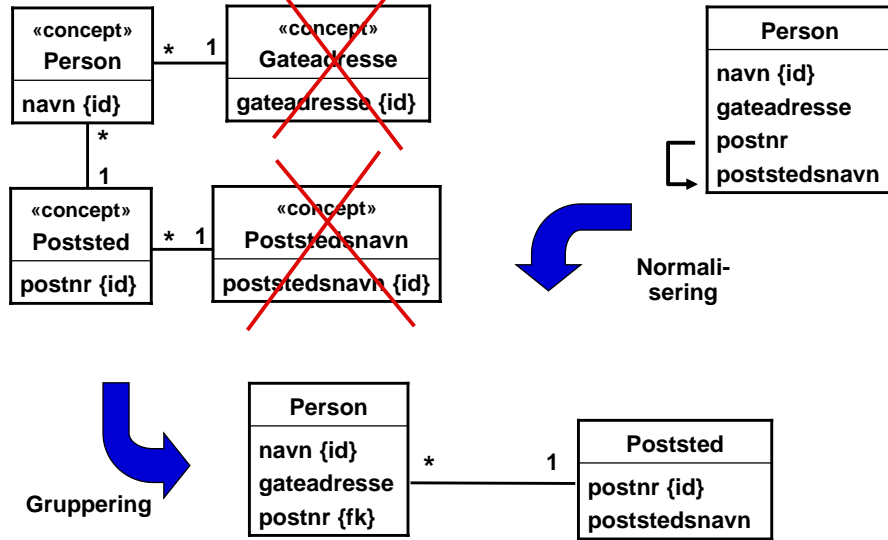 «concept»
Person
navn {id}
*
1
«concept»
Gateadresse
gateadresse {id}
*
1
«concept»
Poststed
postnr {id}
*
1
«concept»
Poststedsnavn
poststedsnavn {id}
Person
navn {id}
gateadresse
postnr
poststedsnavn
Normali-
sering
Gruppering
Person
navn {id}
gateadresse
postnr {fk}
*
1
Poststed
postnr {id}
poststedsnavn